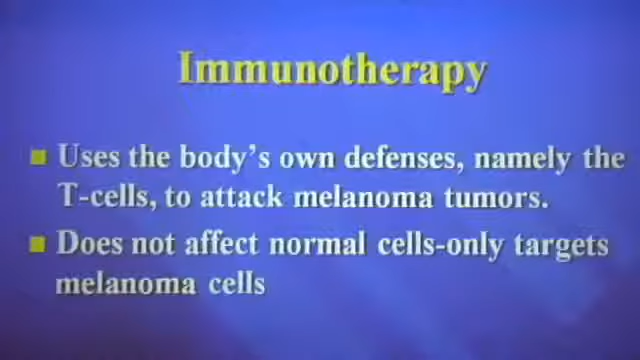 Immunotherapy
Uses the body's own defenses, namely the
T-cells, to attack melanoma tumors.
Does not affect normal cells-only targets
melanoma cells